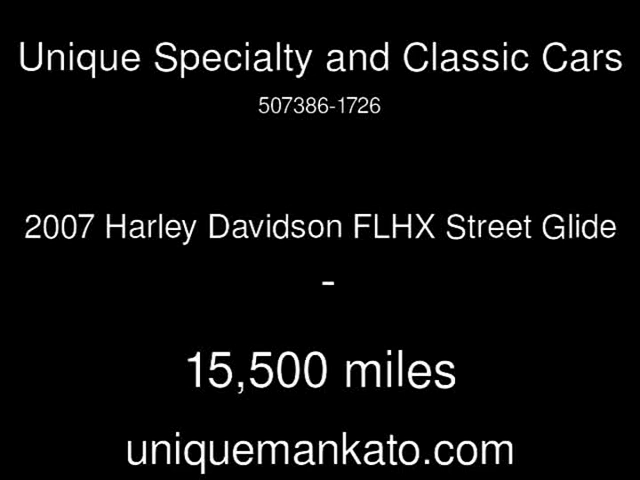 Unique Specialty and Classic Cars
507386-1726
2007 Harley Davidson FLHX Street Glide
-
15,500 miles
uniquemankato.com